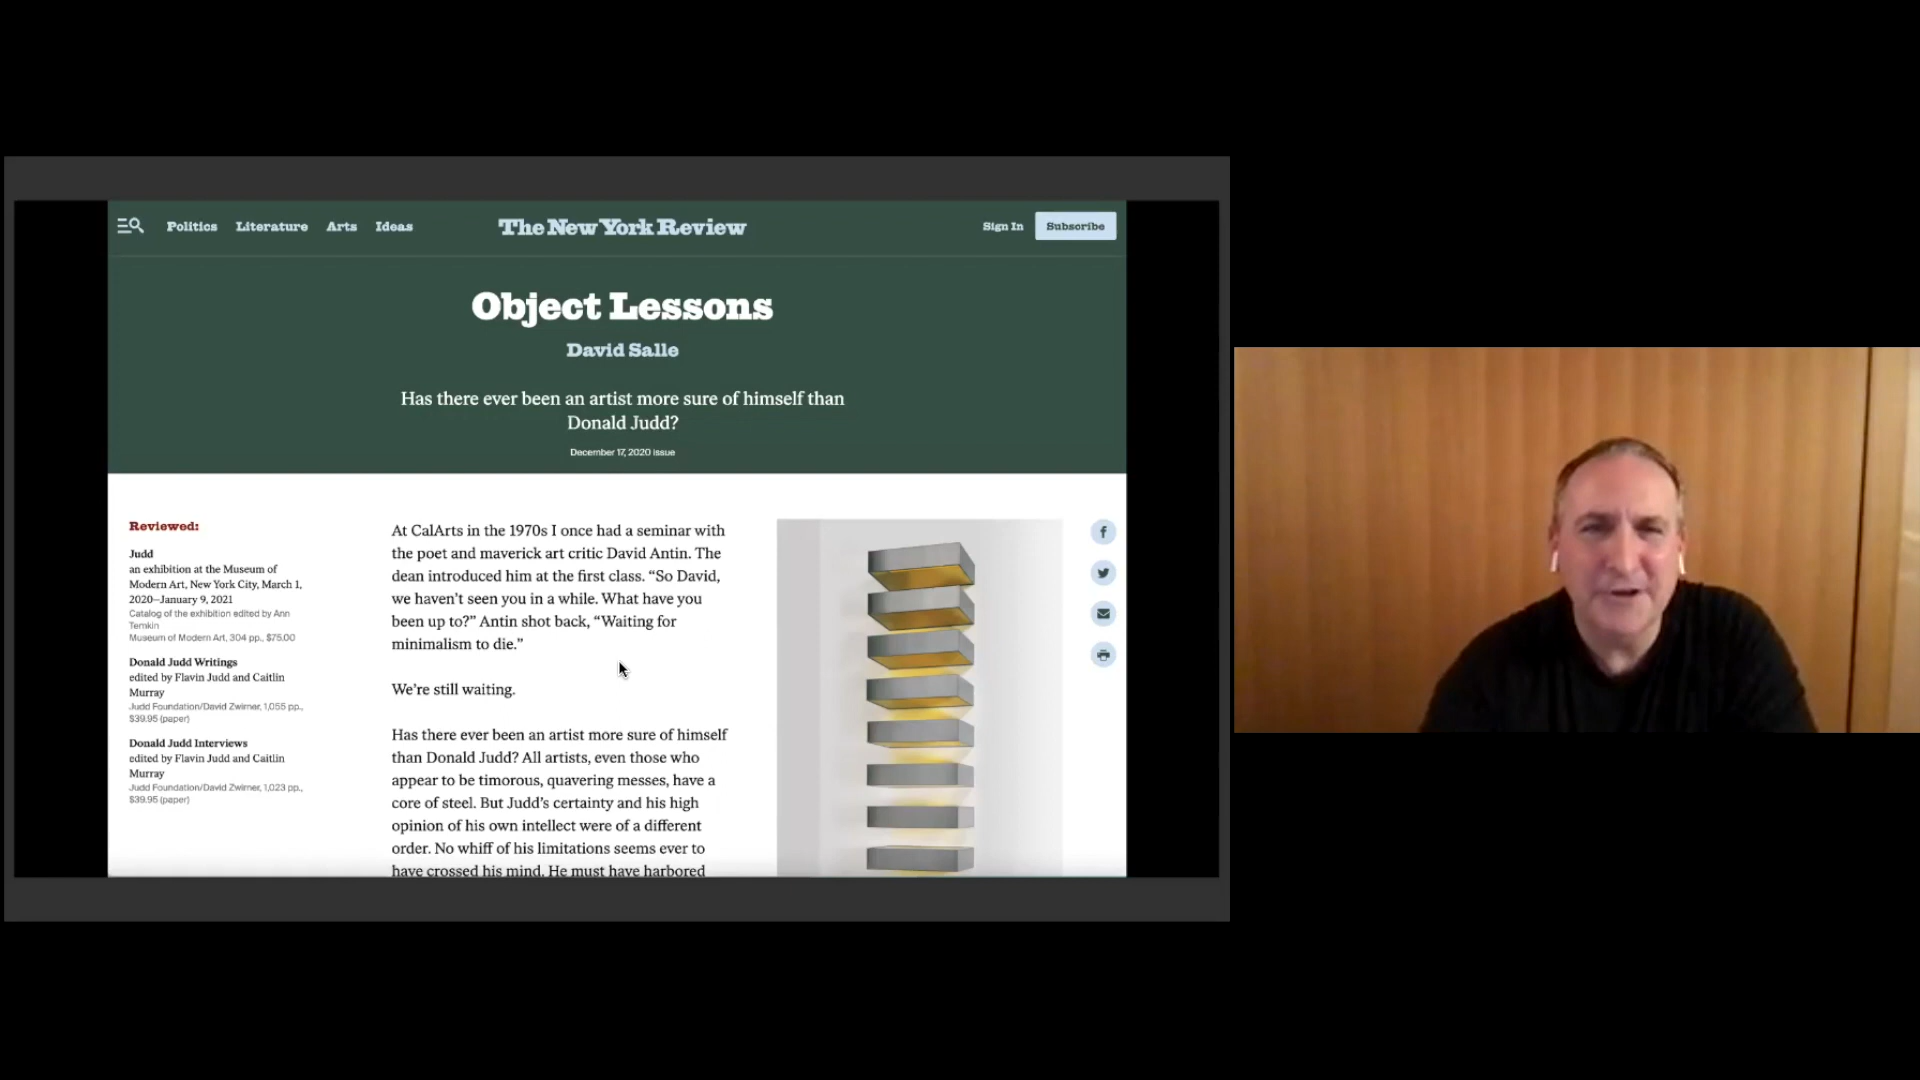 Politics Literature Arts Ideas
The New York Review
Sign In Subscribe
Object Lessons
David Salle
Has there ever been an artist more sure of himself than
Donald Judd?
December 17, 2020 issue
Reviewed:
Judd
an exhibition at the Museum of
Modern Art, New York City, March 1,
2020–January 9, 2021
Catalog of the exhibition edited by Ann
Temkin
Museum of Modern Art, 304 pp., $75.00
Donald Judd Writings
edited by Flavin Judd and Caitlin
Murray
Judd Foundation/David Zwirner, 1,055 pp.,
$39.95 (paper)
Donald Judd Interviews
edited by Flavin Judd and Caitlin
Murray
Judd Foundation/David Zwirner, 1,023 pp.,
$39.95 (paper)
At CalArts in the 1970s I once had a seminar with
the poet and maverick art critic David Antin. The
dean introduced him at the first class. “So David,
we haven’t seen you in a while. What have you
been up to?” Antin shot back, “Waiting for
minimalism to die.”
We’re still waiting.
Has there ever been an artist more sure of himself
than Donald Judd? All artists, even those who
appear to be timorous, quavering messes, have a
core of steel. But Judd’s certainty and his high
opinion of his own intellect were of a different
order. No whiff of his limitations seems ever to
have crossed his mind. He must have harbored